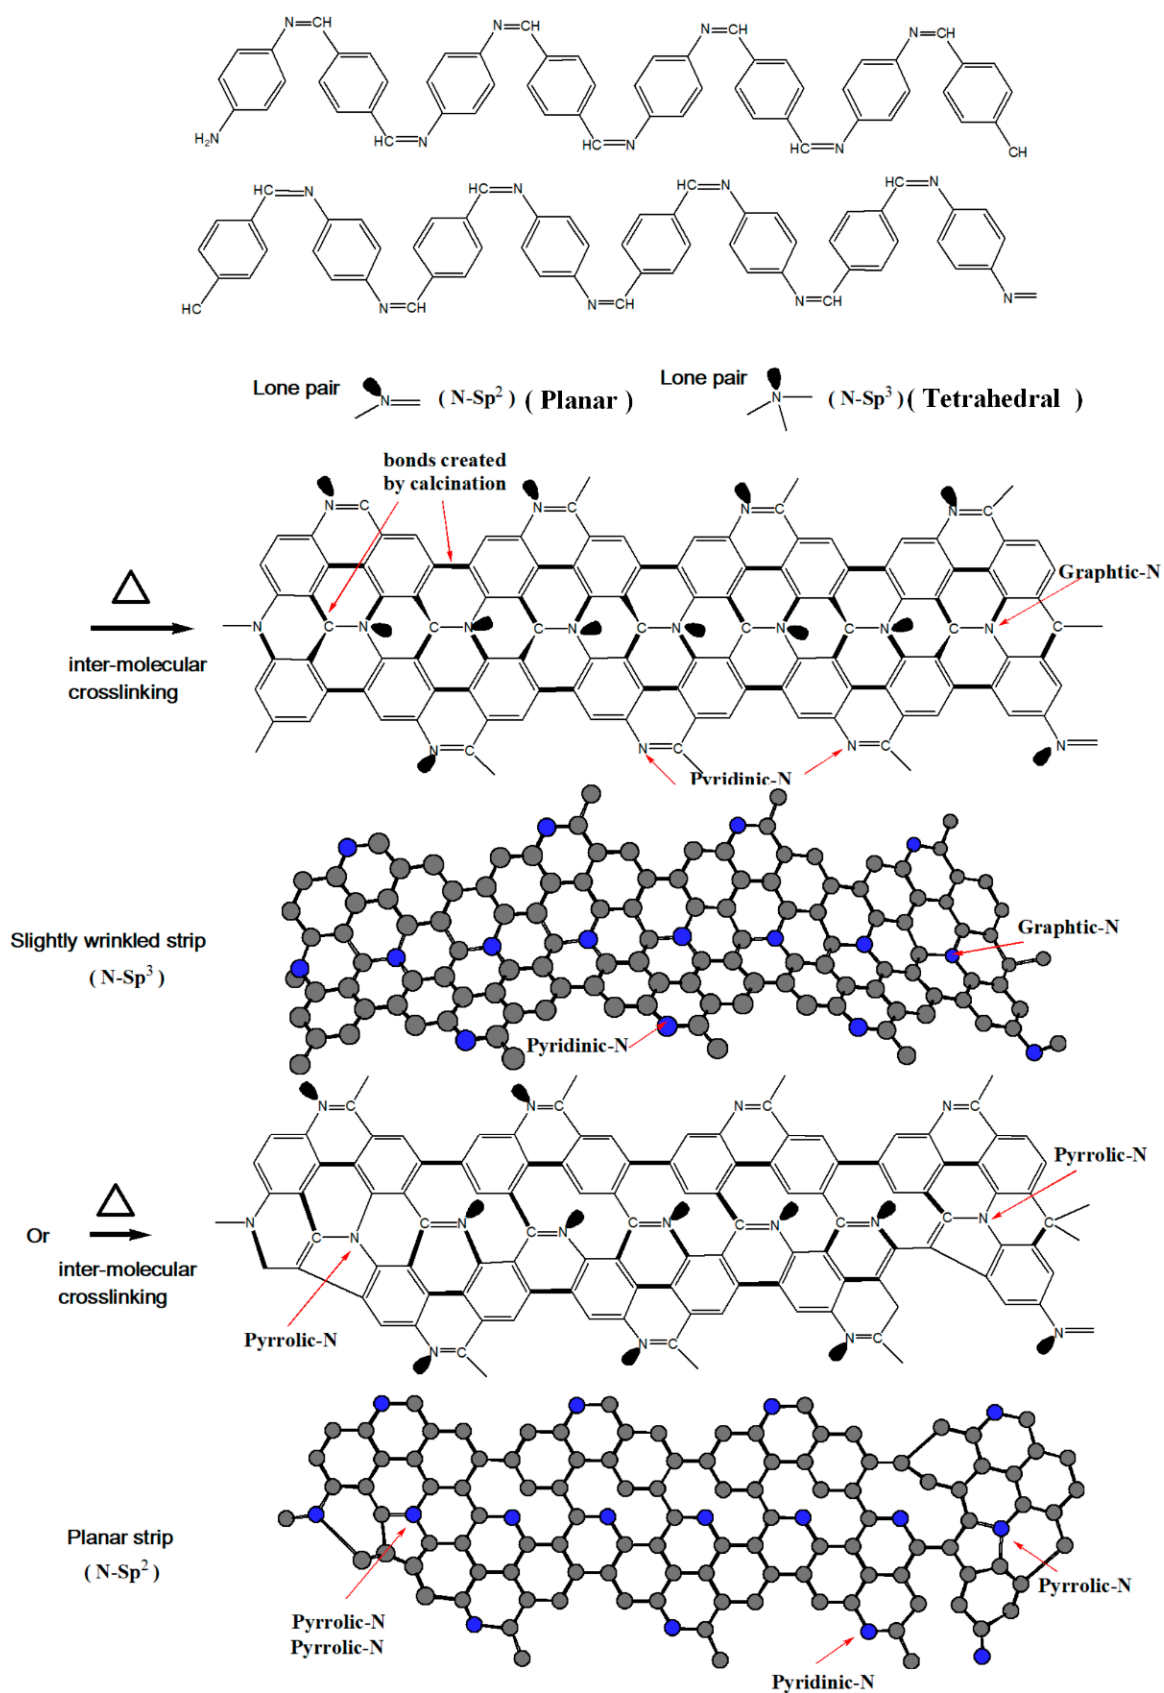 N CH N CH N CH N CH
H₂N HC N HC N HC N CH
HC N HC N HC N HC N
HC N CH N CH N CH N
Lone pair N (N-Sp²) (Planar)
Lone pair N (N-Sp³) (Tetrahedral)
bonds created
by calcination
N C N C N C N C
Graphtic-N
inter-molecular
crosslinking
N C N C N C N C N C N C N C N C
N C N C N C N
Pyridinic-N
Slightly wrinkled strip
(N-Sp³)
Graphtic-N
Pyridinic-N
N C N C N C N C
Pyrrolic-N
Or
inter-molecular
crosslinking
N C N C N C N C N C N C N C N C
Pyrrolic-N
N C N C N C N
Planar strip
(N-Sp²)
Pyrrolic-N
Pyrrolic-N
Pyrrolic-N
Pyridinic-N